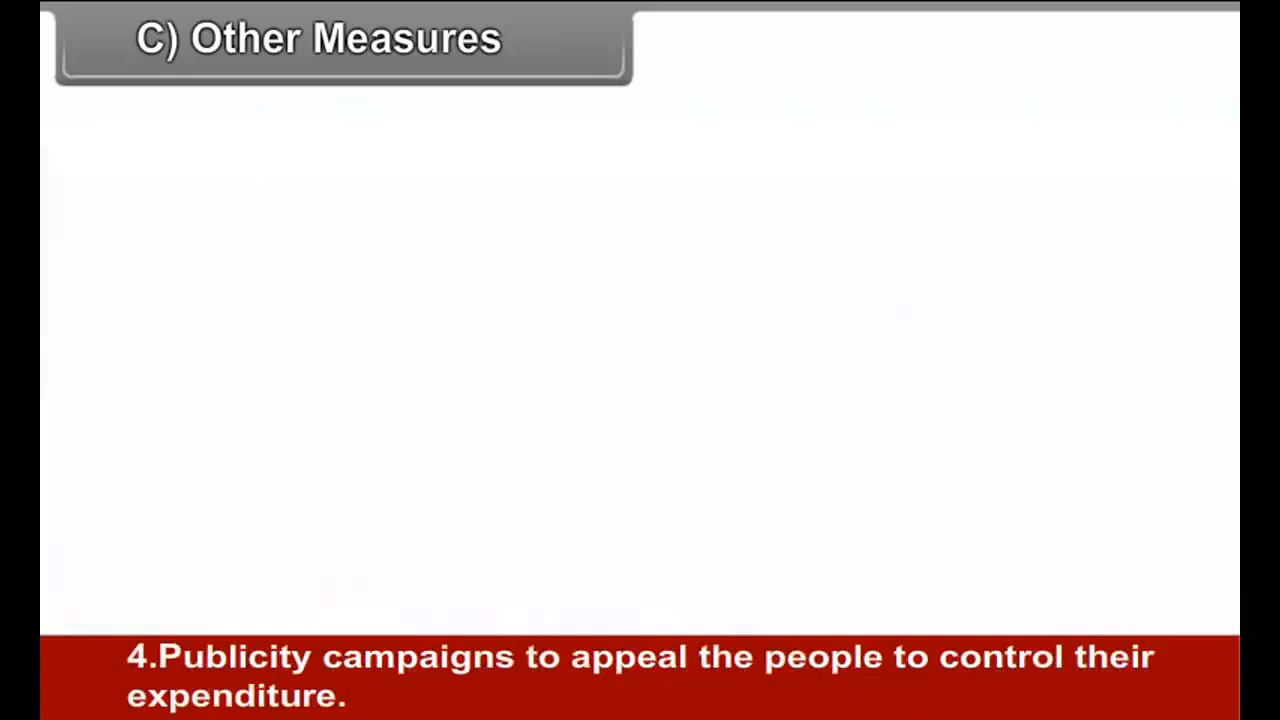 C) Other Measures
4.Publicity campaigns to appeal the people to control their
expenditure.